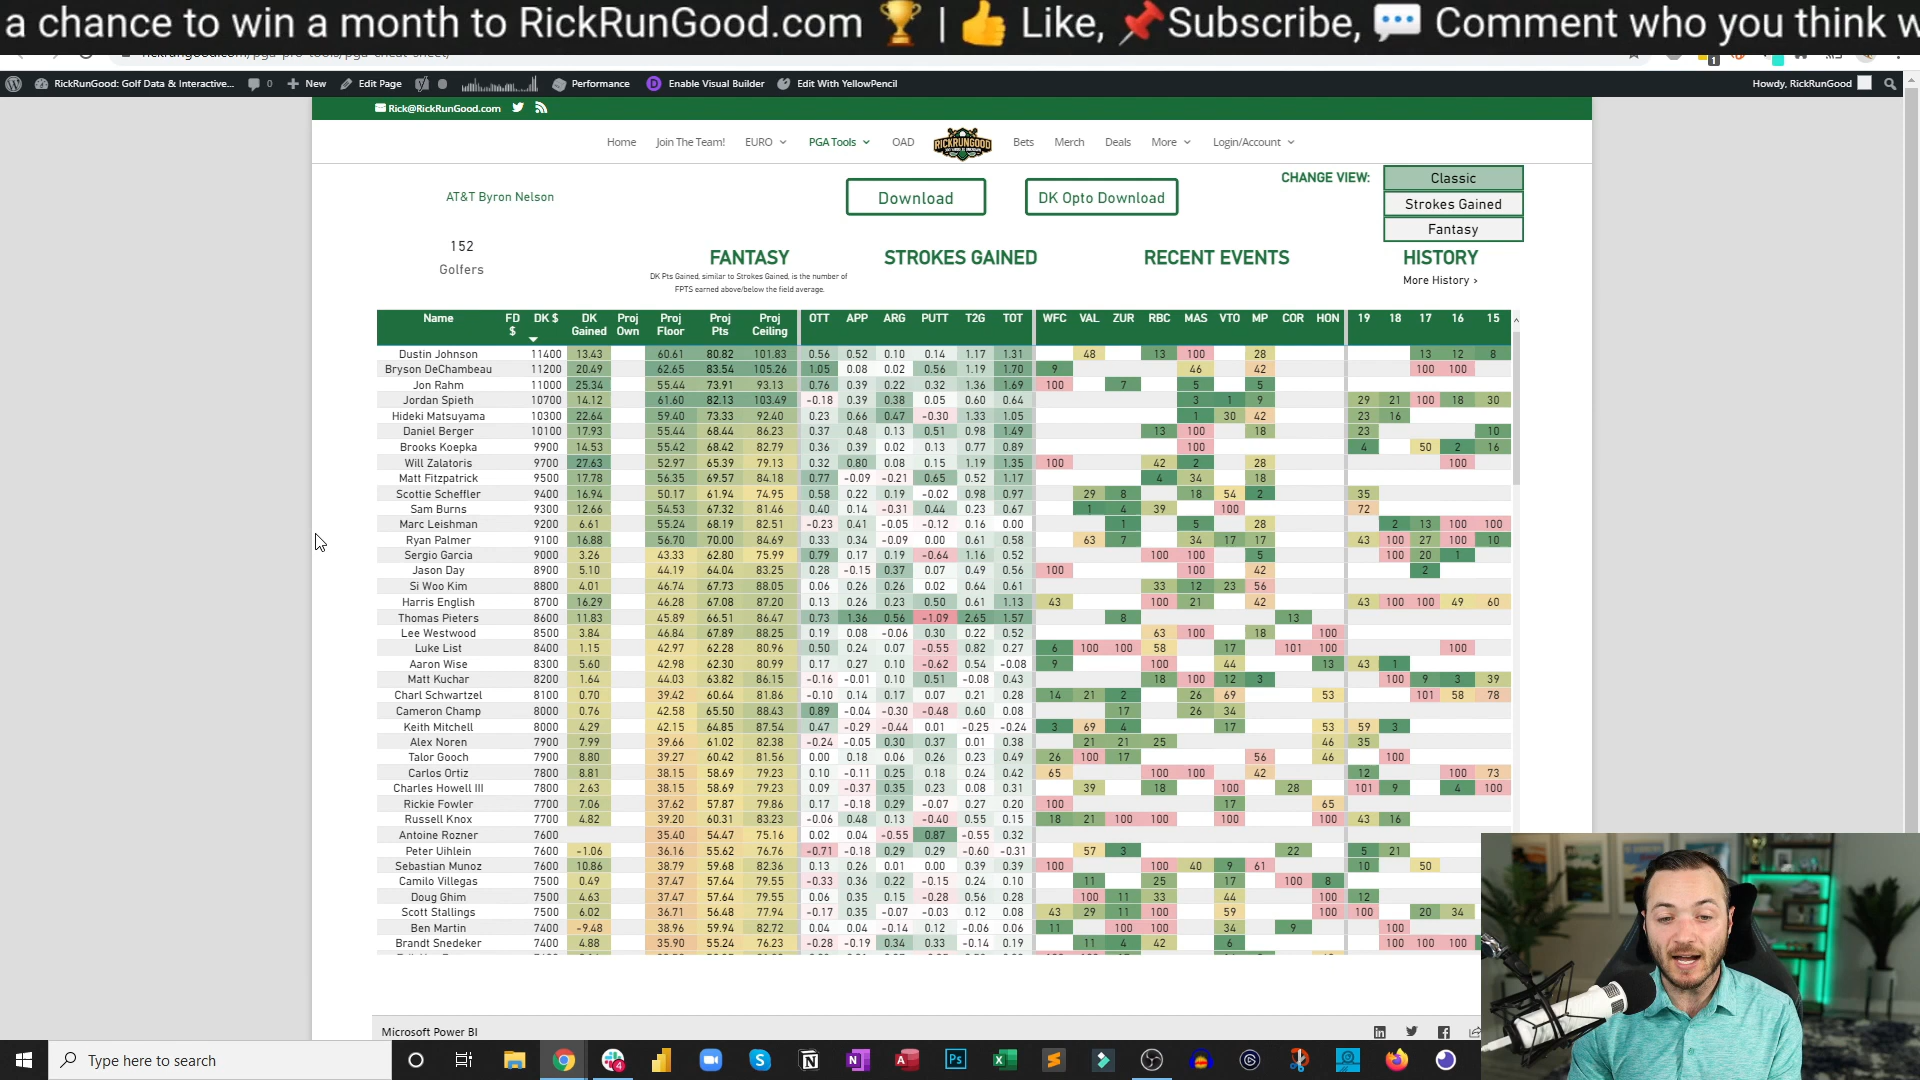 a chance to win a month to RickRunGood.com 🏆 | 👍 Like, 📌Subscribe, 💬 Comment who you think w
RickRunGood: Golf Data & Interactive... 0 New Edit Page Performance Enable Visual Builder Edit With YellowPencil Howdy, RickRunGood
Rick@RickRunGood.com
Home Join The Team! EURO PGA Tools OAD RICKRUNGOOD Bets Merch Deals More Login/Account
AT&T Byron Nelson Download DK Opto Download CHANGE VIEW: Classic
Strokes Gained
Fantasy
152
Golfers
FANTASY STROKES GAINED RECENT EVENTS HISTORY
DK Pts Gained, similar to Strokes Gained, is the number of
FPTS earned above/below the field average.
More History >
Name FD $ DK $ DK Gained Proj Own Proj Floor Proj Pts Proj Ceiling OTT APP ARG PUTT T2G TOT WFC VAL ZUR RBC MAS VTO MP COR HON 19 18 17 16 15
Dustin Johnson 11400 13.43 60.61 80.82 101.83 0.56 0.52 0.10 0.14 1.17 1.31 48 13 100 28 13 12 8
Bryson DeChambeau 11200 20.49 62.65 83.54 105.26 1.05 0.08 0.02 0.56 1.19 1.70 9 46 42 100 100
Jon Rahm 11000 25.34 55.44 73.91 93.13 0.76 0.39 0.22 0.32 1.36 1.69 100 7 5 5
Jordan Spieth 10700 14.12 61.60 82.13 103.49 -0.18 0.39 0.38 0.05 0.60 0.64 3 1 9 29 21 100 18 30
Hideki Matsuyama 10300 22.64 59.40 73.33 92.40 0.23 0.66 0.47 -0.30 1.33 1.05 1 30 42 23 16
Daniel Berger 10100 17.93 55.44 68.44 86.23 0.37 0.48 0.13 0.51 0.98 1.49 13 100 18 23 10
Brooks Koepka 9900 14.53 55.42 68.42 82.79 0.36 0.39 0.02 0.13 0.77 0.89 100 4 50 2 16
Will Zalatoris 9700 27.63 52.97 65.39 79.13 0.32 0.80 0.08 0.15 1.19 1.35 100 42 2 28 100
Matt Fitzpatrick 9500 17.78 56.35 69.57 84.18 0.77 -0.09 -0.21 0.65 0.52 1.17 4 34 18
Scottie Scheffler 9400 16.94 50.17 61.94 74.95 0.58 0.22 0.19 -0.02 0.98 0.97 29 8 18 54 2 35
Sam Burns 9300 12.66 54.53 67.32 81.46 0.40 0.14 -0.31 0.44 0.23 0.67 1 4 39 100 72
Marc Leishman 9200 6.61 55.24 68.19 82.51 -0.23 0.41 -0.05 -0.12 0.16 0.00 1 5 28 2 13 100 100
Ryan Palmer 9100 16.88 56.70 70.00 84.69 0.33 0.34 -0.09 0.00 0.61 0.58 63 7 34 17 17 43 100 27 100 10
Sergio Garcia 9000 3.26 43.33 62.80 75.99 0.79 0.17 0.19 -0.64 1.16 0.52 100 100 5 100 20 1
Jason Day 8900 5.10 44.19 64.04 83.25 0.28 -0.15 0.37 0.07 0.49 0.56 100 100 42 2
Si Woo Kim 8800 4.01 46.74 67.73 88.05 0.06 0.26 0.26 0.02 0.64 0.61 33 12 23 56
Harris English 8700 16.29 46.28 67.08 87.20 0.13 0.26 0.23 0.50 0.61 1.13 43 100 21 42 43 100 100 49 60
Thomas Pieters 8600 11.83 45.89 66.51 86.47 0.73 1.36 0.56 -1.09 2.65 1.57 8 13
Lee Westwood 8500 3.84 46.84 67.89 88.25 0.19 0.08 -0.06 0.30 0.22 0.52 63 100 18 100
Luke List 8400 1.15 42.97 62.28 80.96 0.50 0.24 0.07 -0.55 0.82 0.27 6 100 100 58 17 101 100 100
Aaron Wise 8300 5.60 42.98 62.30 80.99 0.17 0.27 0.10 -0.62 0.54 -0.08 9 100 44 13 43 1
Matt Kuchar 8200 1.64 44.03 63.82 86.15 -0.16 -0.01 0.10 0.51 -0.08 0.43 18 100 12 3 100 9 3 39
Charl Schwartzel 8100 0.70 39.42 60.64 81.86 -0.10 0.14 0.17 0.07 0.21 0.28 14 21 2 26 69 53 101 58 78
Cameron Champ 8000 0.76 42.58 65.50 88.43 0.89 -0.04 -0.30 -0.48 0.60 0.08 17 26 34
Keith Mitchell 8000 4.29 42.15 64.85 87.54 0.47 -0.29 -0.44 0.01 -0.25 -0.24 3 69 4 17 53 59 3
Alex Noren 7900 7.99 39.66 61.02 82.38 -0.24 -0.05 0.30 0.37 0.01 0.38 21 21 25 46 35
Talor Gooch 7900 8.80 39.27 60.42 81.56 0.00 0.18 0.06 0.26 0.23 0.49 26 100 17 56 46 100
Carlos Ortiz 7800 8.81 38.15 58.69 79.23 0.10 -0.11 0.25 0.18 0.24 0.42 65 100 100 42 12 100 73
Charles Howell III 7800 2.63 38.15 58.69 79.23 0.09 -0.37 0.35 0.23 0.08 0.31 39 18 100 28 101 9 4 100
Rickie Fowler 7700 7.06 37.62 57.87 79.86 0.17 -0.18 0.29 -0.07 0.27 0.20 100 17 65
Russell Knox 7700 4.82 39.20 60.31 83.23 -0.06 0.48 0.13 -0.40 0.55 0.15 18 21 100 100 100 100 43 16
Antoine Rozner 7600 35.40 54.47 75.16 0.02 0.04 -0.55 0.87 -0.55 0.32
Peter Uihlein 7600 -1.06 36.16 55.62 76.76 -0.71 -0.18 0.29 0.29 -0.60 -0.31 57 3 22 5 21
Sebastian Munoz 7600 10.86 38.79 59.68 82.36 0.13 0.26 0.01 0.00 0.39 0.39 100 100 40 9 61 10 50
Camilo Villegas 7500 0.49 37.47 57.64 79.55 -0.33 0.36 0.22 -0.15 0.24 0.10 11 25 17 100 8
Doug Ghim 7500 4.63 37.47 57.64 79.55 0.06 0.35 0.15 -0.28 0.56 0.28 100 11 33 44 100 12
Scott Stallings 7500 6.02 36.71 56.48 77.94 -0.17 0.35 -0.07 -0.03 0.12 0.08 43 29 11 100 59 100 100 20 34
Ben Martin 7400 -9.48 38.96 59.94 82.72 0.04 0.04 -0.14 0.12 -0.06 0.06 11 100 100 34 9 100
Brandt Snedeker 7400 4.88 35.90 55.24 76.23 -0.28 -0.19 0.34 0.33 -0.14 0.19 11 4 42 6 100 100 100
Microsoft Power BI
Type here to search